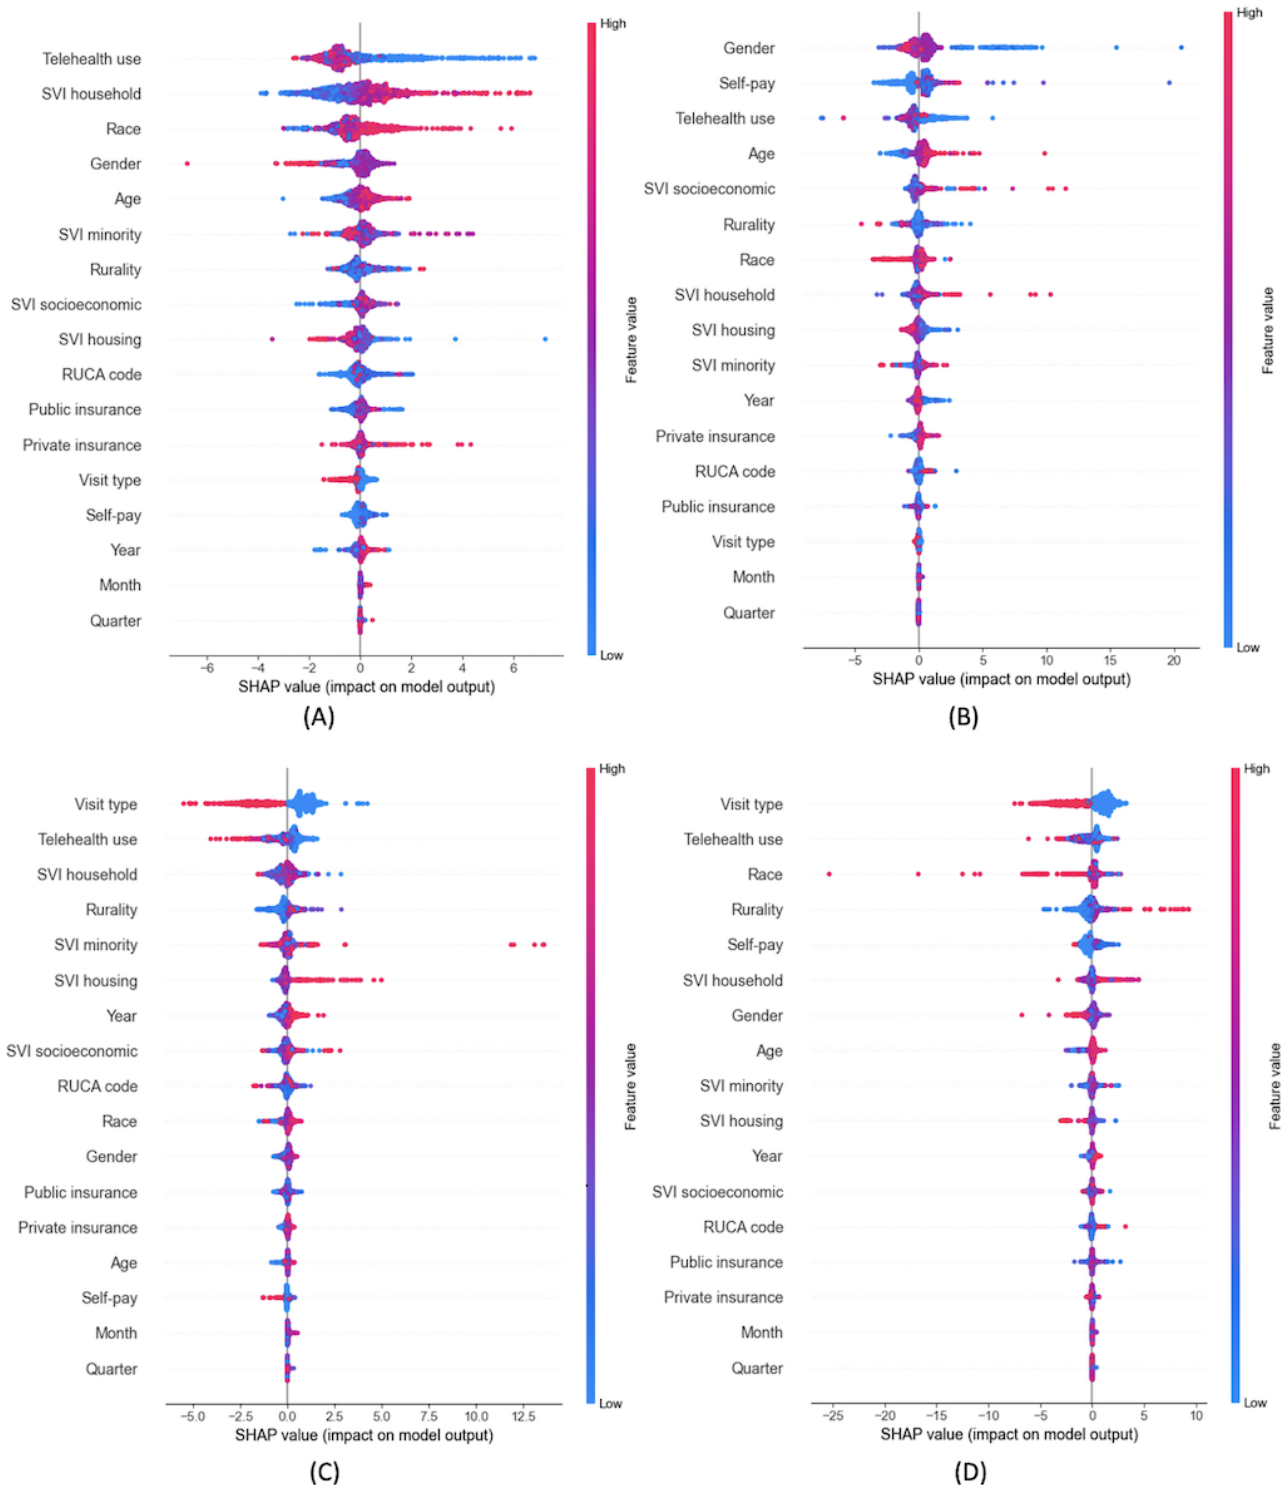 High
Telehealth use
SVI household
Race
Gender
Age
SVI minority
Rurality
SVI socioeconomic
SVI housing
RUCA code
Public insurance
Private insurance
Visit type
Self-pay
Year
Month
Quarter
Feature value
Low
−6 −4 −2 0 2 4 6
SHAP value (impact on model output)
(A)
High
Gender
Self-pay
Telehealth use
Age
SVI socioeconomic
Rurality
Race
SVI household
SVI housing
SVI minority
Year
Private insurance
RUCA code
Public insurance
Visit type
Month
Quarter
Feature value
Low
−5 0 5 10 15 20
SHAP value (impact on model output)
(B)
High
Visit type
Telehealth use
SVI household
Rurality
SVI minority
SVI housing
Year
SVI socioeconomic
RUCA code
Race
Gender
Public insurance
Private insurance
Age
Self-pay
Month
Quarter
Feature value
Low
−5.0 −2.5 0.0 2.5 5.0 7.5 10.0 12.5
SHAP value (impact on model output)
(C)
High
Visit type
Telehealth use
Race
Rurality
Self-pay
SVI household
Gender
Age
SVI minority
SVI housing
Year
SVI socioeconomic
RUCA code
Public insurance
Private insurance
Month
Quarter
Feature value
Low
−25 −20 −15 −10 −5 0 5 10
SHAP value (impact on model output)
(D)